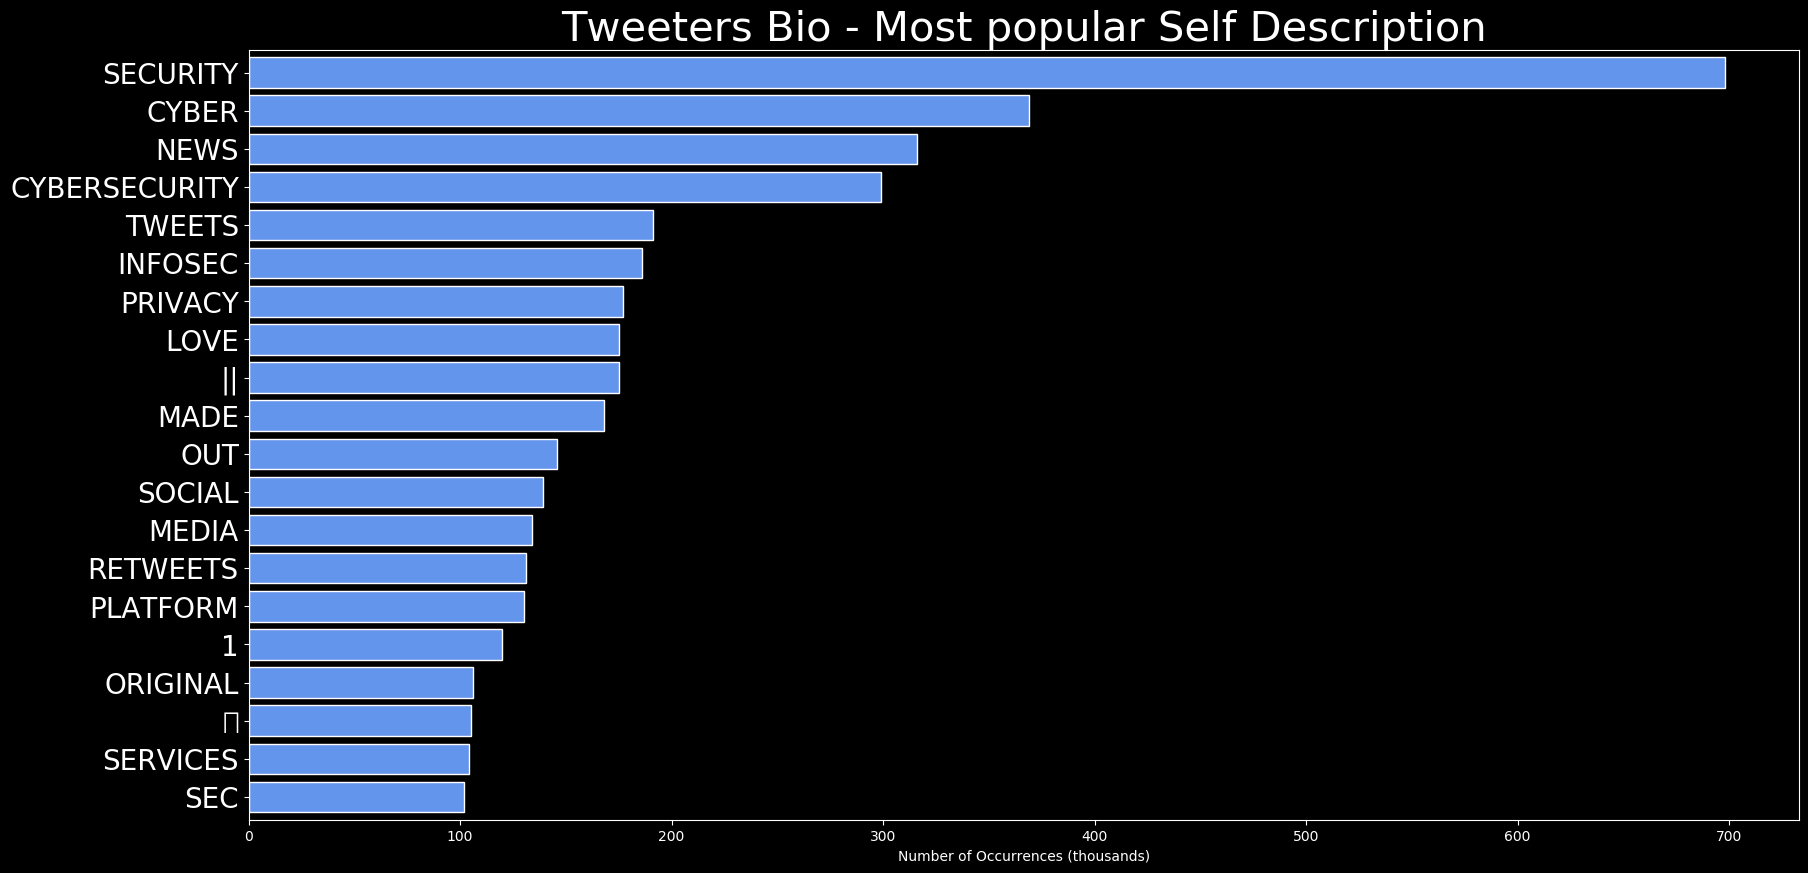 Tweeters Bio - Most popular Self Description
SECURITY
CYBER
NEWS
CYBERSECURITY
TWEETS
INFOSEC
PRIVACY
LOVE
||
MADE
OUT
SOCIAL
MEDIA
RETWEETS
PLATFORM
1
ORIGINAL
SERVICES
SEC
0 100 200 300 400 500 600 700
Number of Occurrences (thousands)